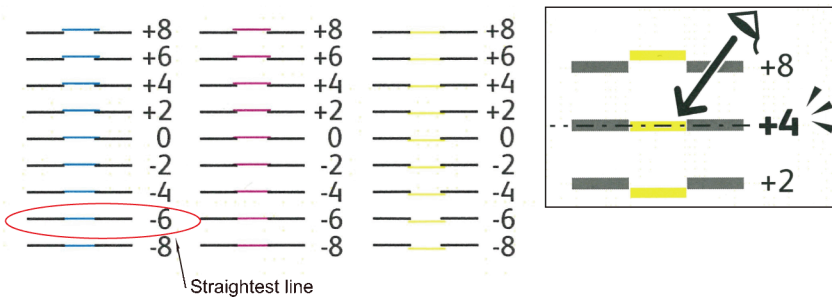 +8 +8 +8
+6 +6 +6
+4 +4 +4
+2 +2 +2
0 0 0
-2 -2 -2
-4 -4 -4
-6 -6 -6
-8 -8 -8
Straightest line
+8
+4
+2